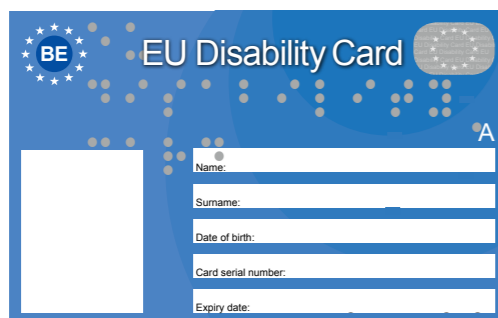 BE
EU Disability Card
A
Name:
Surname:
Date of birth:
Card serial number:
Expiry date: